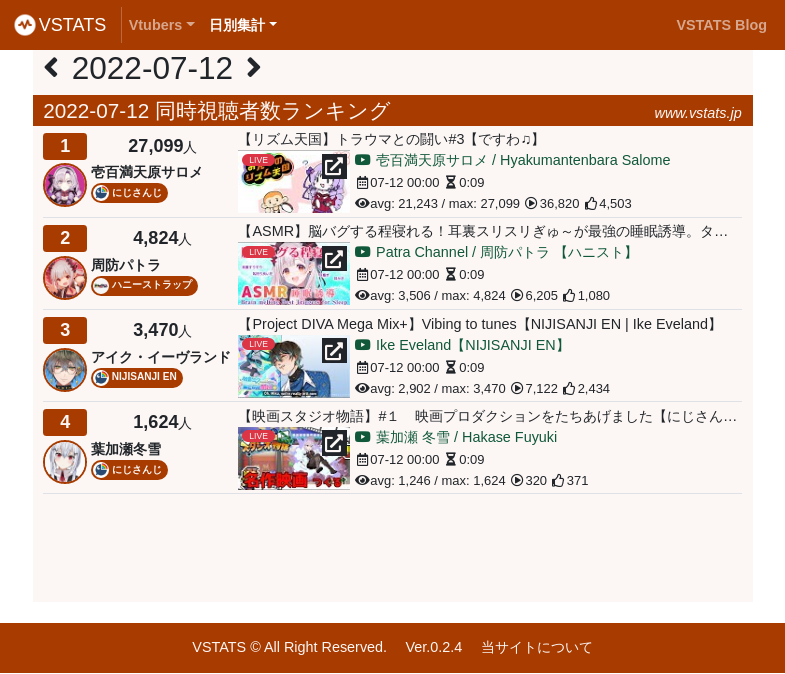 VSTATS Vtubers 日別集計 VSTATS Blog
2022-07-12
2022-07-12 同時視聴者数ランキング www.vstats.jp
1 27,099人
壱百満天原サロメ
にじさんじ
【リズム天国】トラウマとの闘い#3【ですわ♫】
LIVE
リズム天国
壱百満天原サロメ / Hyakumantenbara Salome
07-12 00:00 0:09
avg: 21,243 / max: 27,099 36,820 4,503
2 4,824人
周防パトラ
ハニーストラップ
【ASMR】脳バグする程寝れる！耳裏スリスリぎゅ～が最強の睡眠誘導。タ…
LIVE
ASMR
Patra Channel / 周防パトラ 【ハニスト】
07-12 00:00 0:09
avg: 3,506 / max: 4,824 6,205 1,080
3 3,470人
アイク・イーヴランド
NIJISANJI EN
【Project DIVA Mega Mix+】Vibing to tunes【NIJISANJI EN | Ike Eveland】
LIVE
Ike Eveland【NIJISANJI EN】
07-12 00:00 0:09
avg: 2,902 / max: 3,470 7,122 2,434
4 1,624人
葉加瀬冬雪
にじさんじ
【映画スタジオ物語】#１　映画プロダクションをたちあげました【にじさん…
LIVE
名作映画
葉加瀬 冬雪 / Hakase Fuyuki
07-12 00:00 0:09
avg: 1,246 / max: 1,624 320 371
VSTATS © All Right Reserved. Ver.0.2.4 当サイトについて